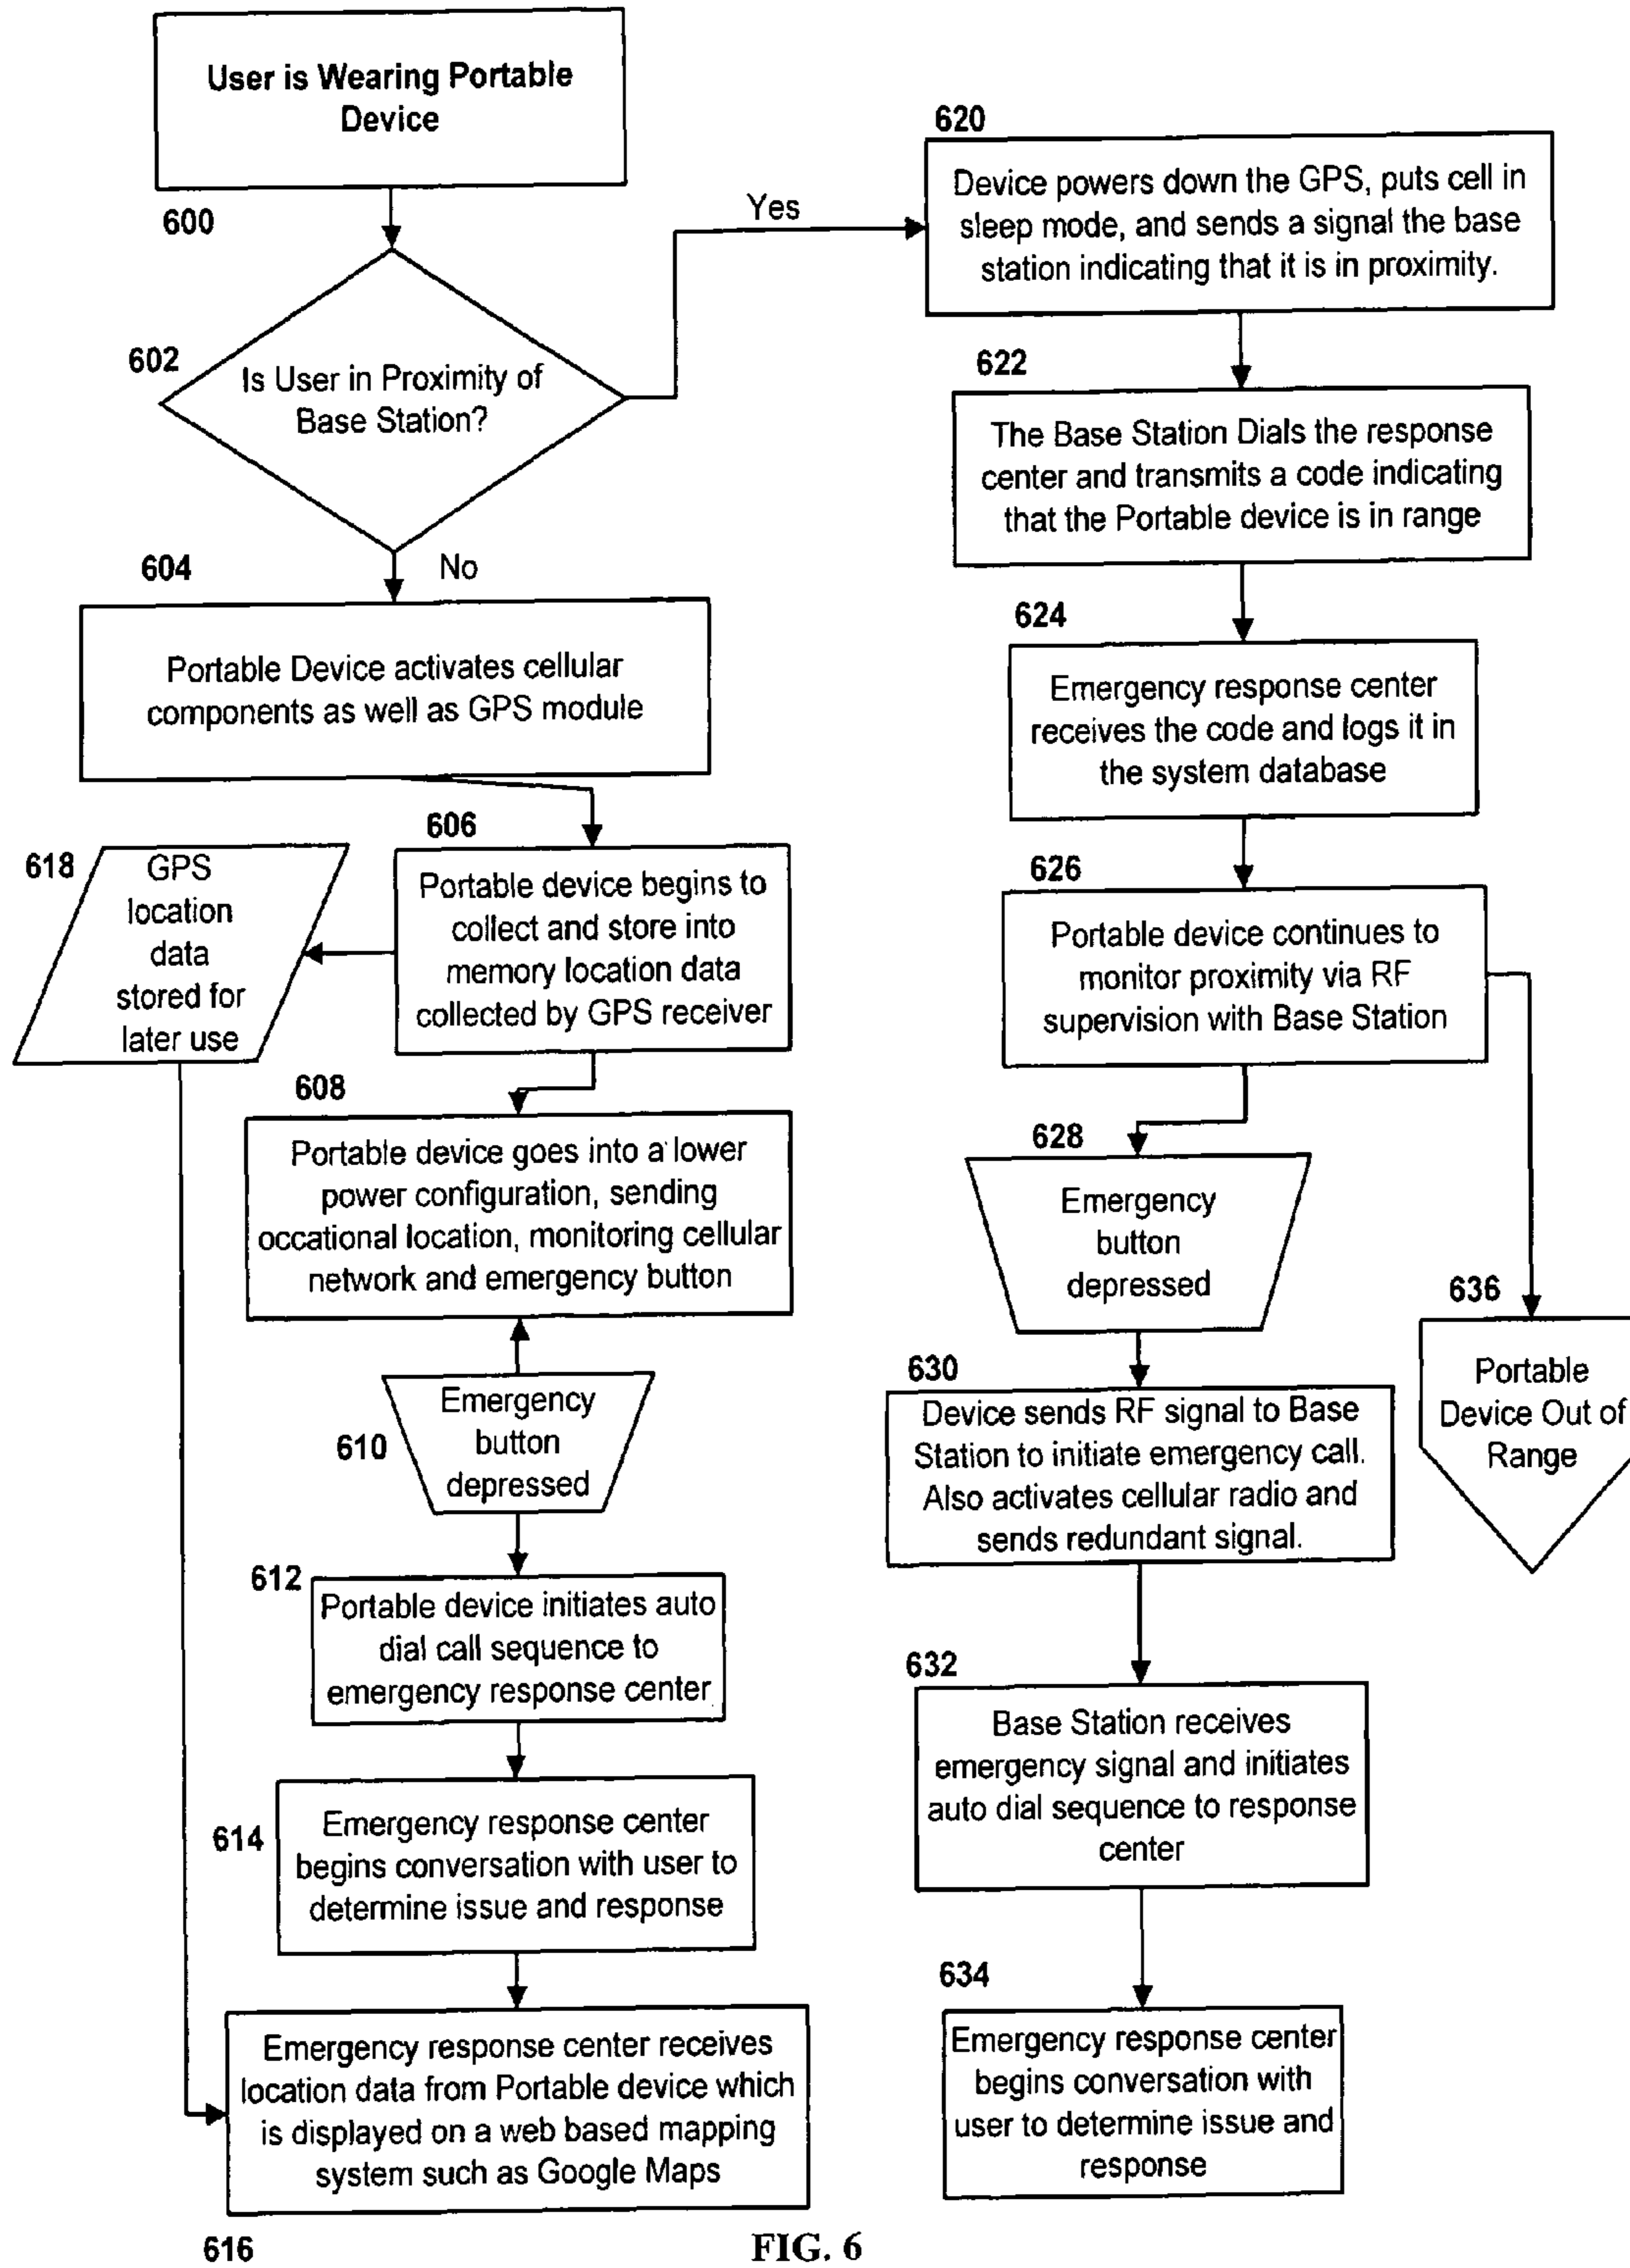 User is Wearing Portable
Device
600
602
Is User in Proximity of
Base Station?
Yes
No
604
Portable Device activates cellular
components as well as GPS module
606
Portable device begins to
collect and store into
memory location data
collected by GPS receiver
618
GPS
location
data
stored for
later use
608
Portable device goes into a lower
power configuration, sending
occational location, monitoring cellular
network and emergency button
610
Emergency
button
depressed
612
Portable device initiates auto
dial call sequence to
emergency response center
614
Emergency response center
begins conversation with user to
determine issue and response
Emergency response center receives
location data from Portable device which
is displayed on a web based mapping
system such as Google Maps
616
620
Device powers down the GPS, puts cell in
sleep mode, and sends a signal the base
station indicating that it is in proximity.
622
The Base Station Dials the response
center and transmits a code indicating
that the Portable device is in range
624
Emergency response center
receives the code and logs it in
the system database
626
Portable device continues to
monitor proximity via RF
supervision with Base Station
628
Emergency
button
depressed
636
Portable
Device Out of
Range
630
Device sends RF signal to Base
Station to initiate emergency call.
Also activates cellular radio and
sends redundant signal.
632
Base Station receives
emergency signal and initiates
auto dial sequence to response
center
634
Emergency response center
begins conversation with
user to determine issue and
response
FIG. 6